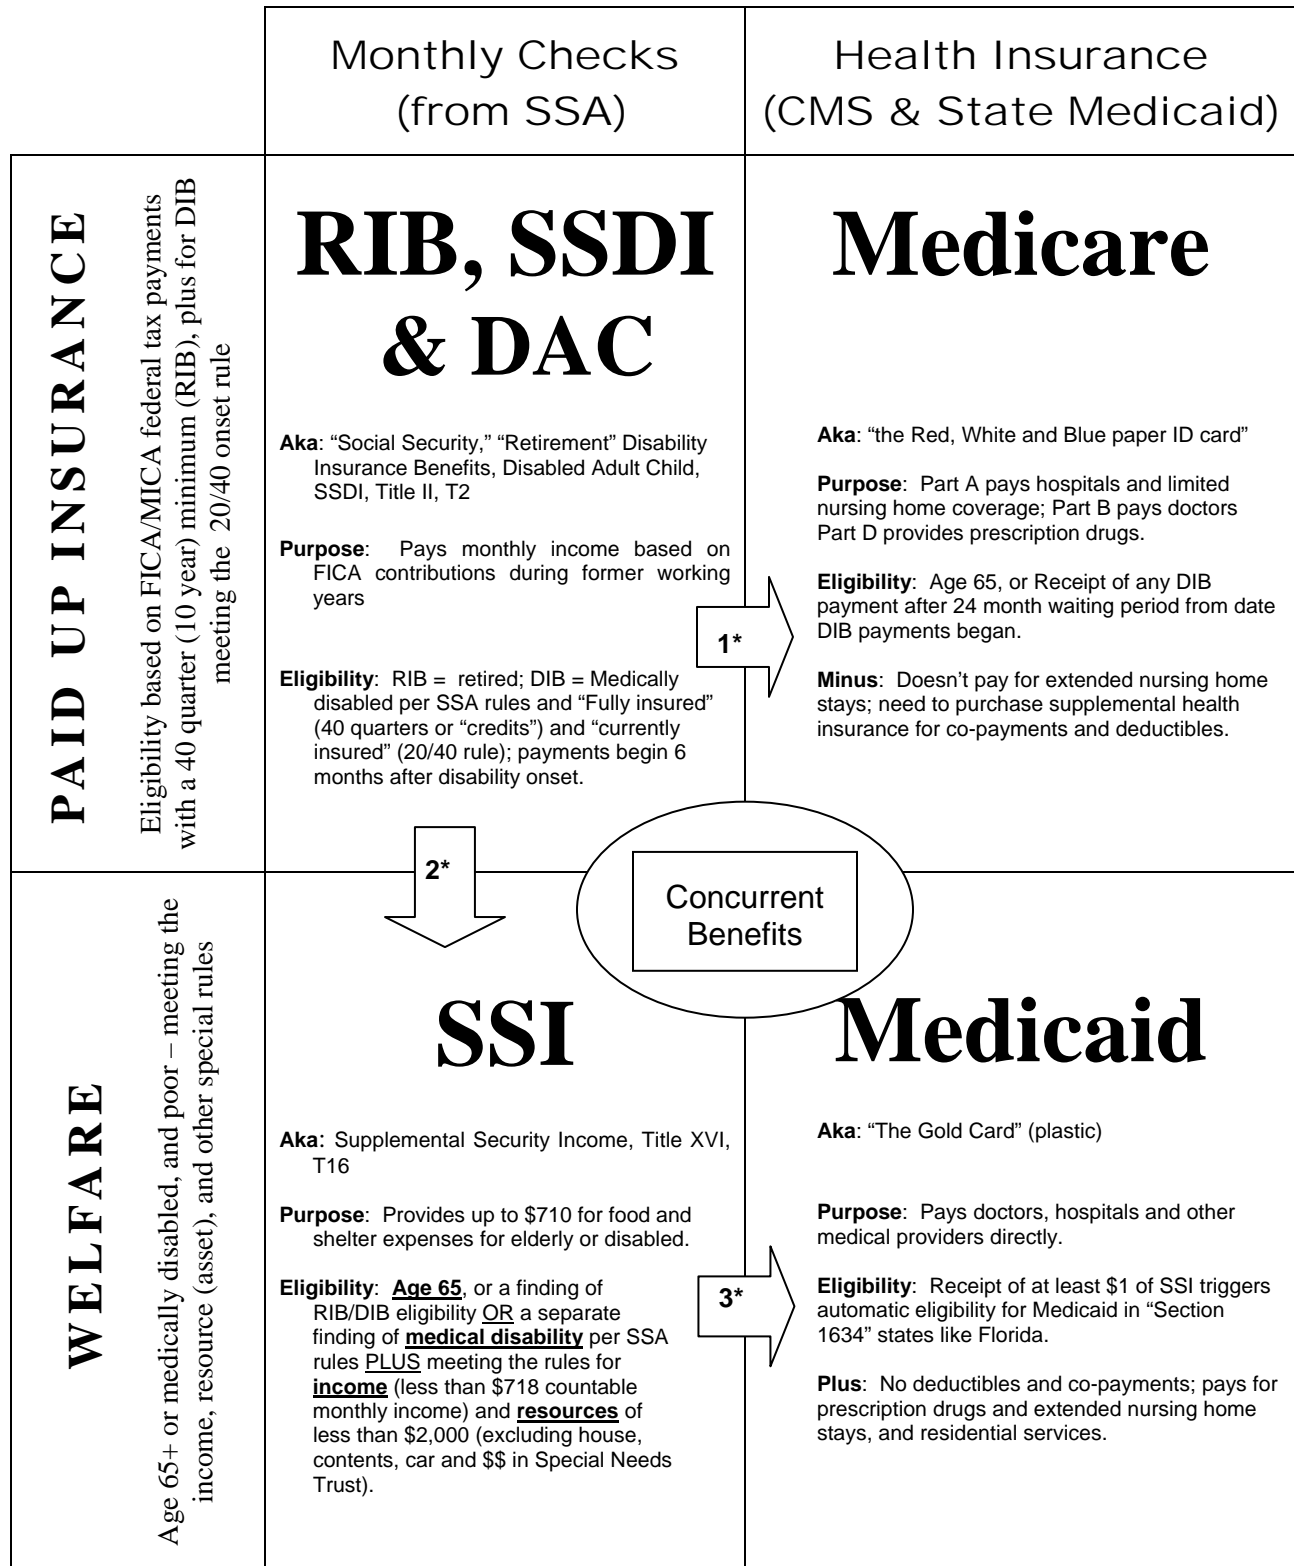 Monthly Checks
(from SSA)
Health Insurance
(CMS & State Medicaid)
PAID UP INSURANCE
Eligibility based on FICA/MICA federal tax payments
with a 40 quarter (10 year) minimum (RIB), plus for DIB
meeting the 20/40 onset rule
RIB, SSDI
& DAC
Aka: “Social Security,” “Retirement” Disability
Insurance Benefits, Disabled Adult Child,
SSDI, Title II, T2
Purpose: Pays monthly income based on
FICA contributions during former working
years
Eligibility: RIB = retired; DIB = Medically
disabled per SSA rules and “Fully insured”
(40 quarters or “credits”) and “currently
insured” (20/40 rule); payments begin 6
months after disability onset.
1*
Medicare
Aka: “the Red, White and Blue paper ID card”
Purpose: Part A pays hospitals and limited
nursing home coverage; Part B pays doctors
Part D provides prescription drugs.
Eligibility: Age 65, or Receipt of any DIB
payment after 24 month waiting period from date
DIB payments began.
Minus: Doesn’t pay for extended nursing home
stays; need to purchase supplemental health
insurance for co-payments and deductibles.
2*
Concurrent
Benefits
WELFARE
Age 65+ or medically disabled, and poor – meeting the
income, resource (asset), and other special rules
SSI
Aka: Supplemental Security Income, Title XVI,
T16
Purpose: Provides up to $710 for food and
shelter expenses for elderly or disabled.
Eligibility: Age 65, or a finding of
RIB/DIB eligibility OR a separate
finding of medical disability per SSA
rules PLUS meeting the rules for
income (less than $718 countable
monthly income) and resources of
less than $2,000 (excluding house,
contents, car and $$ in Special Needs
Trust).
3*
Medicaid
Aka: “The Gold Card” (plastic)
Purpose: Pays doctors, hospitals and other
medical providers directly.
Eligibility: Receipt of at least $1 of SSI triggers
automatic eligibility for Medicaid in “Section
1634” states like Florida.
Plus: No deductibles and co-payments; pays for
prescription drugs and extended nursing home
stays, and residential services.